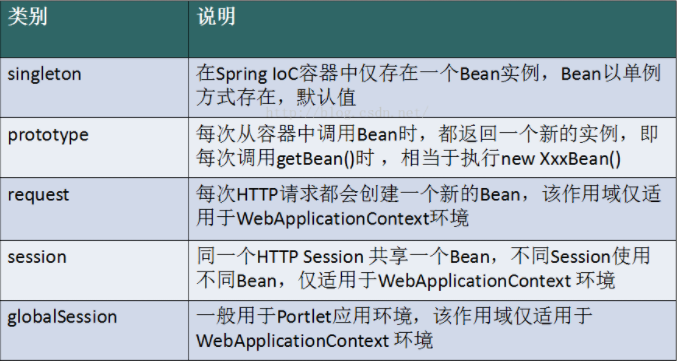 类别 说明
singleton 在Spring IoC容器中仅存在一个Bean实例，Bean以单例
方式存在，默认值
http://blog.csdn.net/
prototype 每次从容器中调用Bean时，都返回一个新的实例，即
每次调用getBean()时 ，相当于执行new XxxBean()
request 每次HTTP请求都会创建一个新的Bean，该作用域仅适
用于WebApplicationContext环境
session 同一个HTTP Session 共享一个Bean，不同Session使用
不同Bean，仅适用于WebApplicationContext 环境
globalSession 一般用于Portlet应用环境，该作用域仅适用于
WebApplicationContext 环境